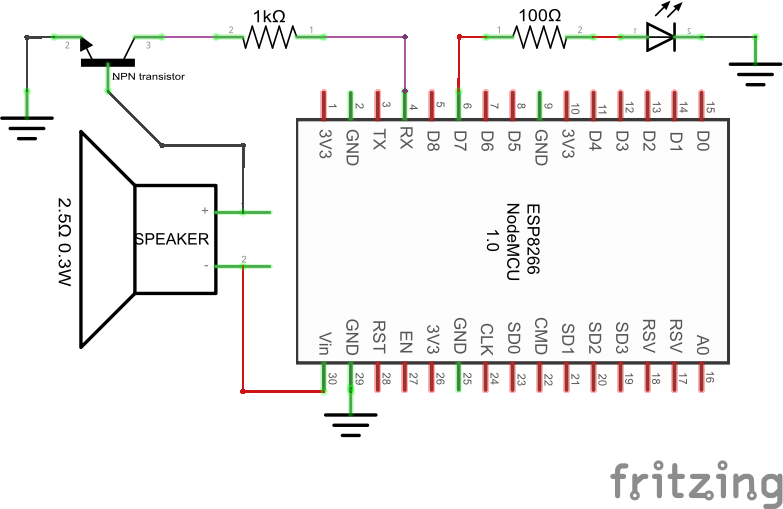 1kΩ
100Ω
2 3 2 1 1 2 1 2
NPN transistor
1 2 3 4 5 6 7 8 9 10 11 12 13 14 15
3V3 GND TX RX D8 D7 D6 D5 GND 3V3 D4 D3 D2 D1 D0
2.5Ω 0.3W
SPEAKER
+
1
-
2
ESP8266
NodeMCU
1.0
Vin GND RST EN 3V3 GND CLK SD0 CMD SD1 SD2 SD3 RSV RSV A0
30 29 28 27 26 25 24 23 22 21 20 19 18 17 16
fritzing